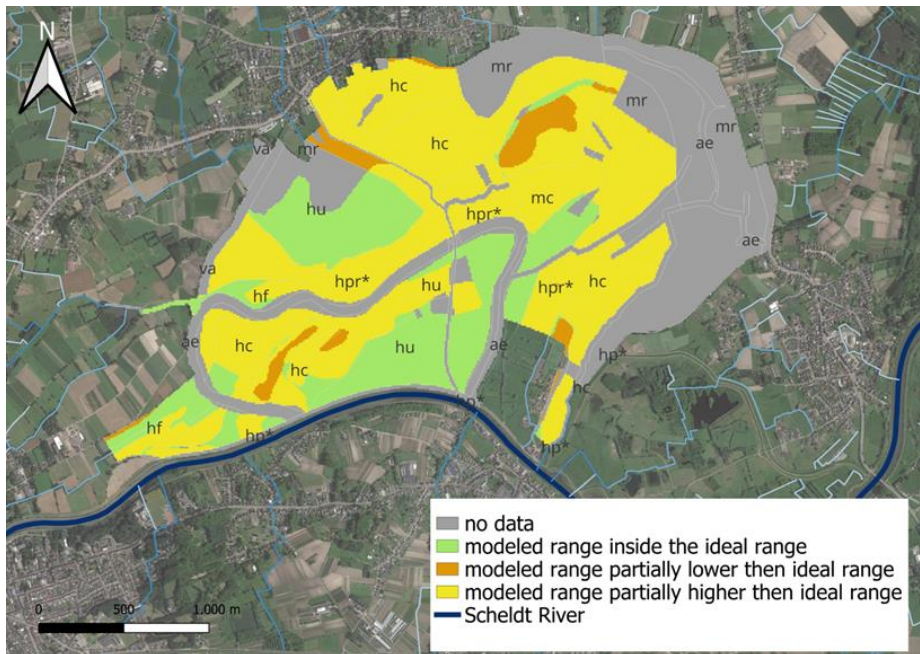 N
hc
mr
mr
mr
hc
ae
va
mr
hu
mc
hpr*
ae
va
hpr*
hu
hpr*
hc
hf
ae
hc
hu
ae
hp*
hc
hc
hp*
hf
hp*
hp*
no data
modeled range inside the ideal range
modeled range partially lower then ideal range
modeled range partially higher then ideal range
Scheldt River
0 500 1.000 m